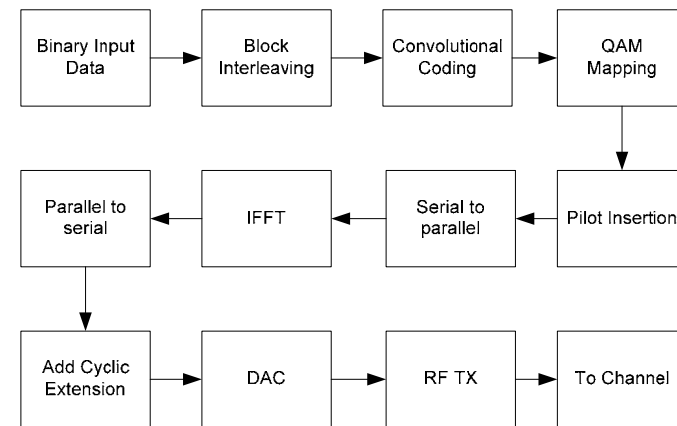 Binary Input
Data
Block
Interleaving
Convolutional
Coding
QAM
Mapping
Pilot Insertion
Serial to
parallel
IFFT
Parallel to
serial
Add Cyclic
Extension
DAC
RF TX
To Channel